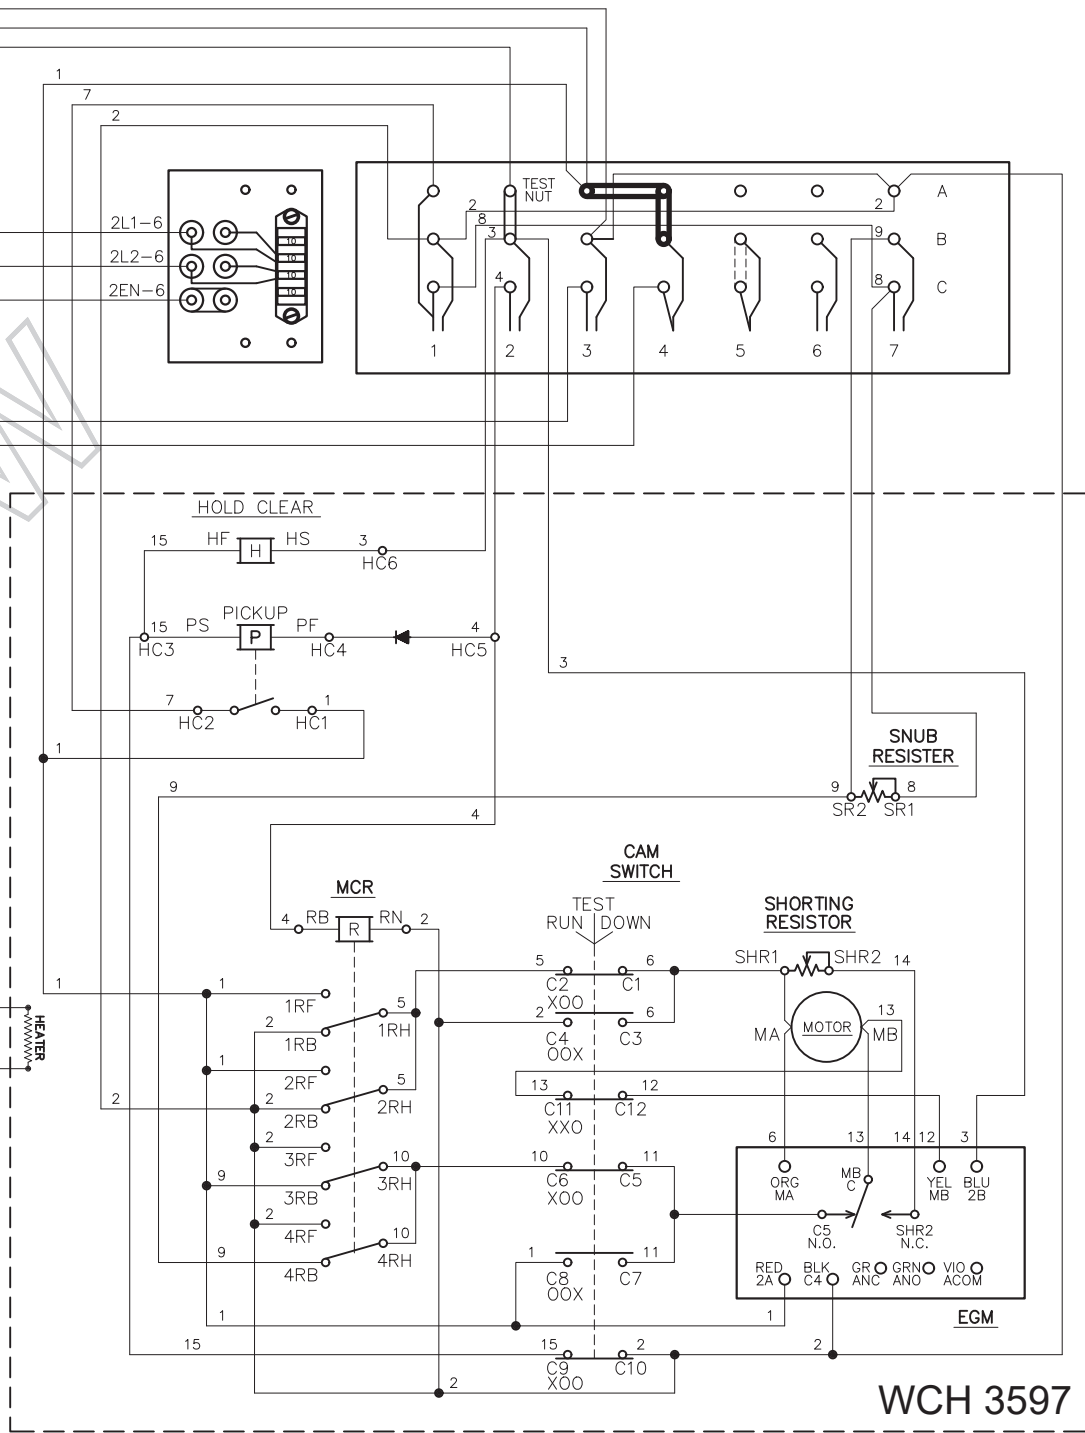 1
7
2
TEST
NUT
A
2
2
8
2L1-6
3
9
B
10
2L2-6
10
4
8
C
10
2EN-6
10
1 2 3 4 5 6 7
HOLD CLEAR
15 HF H HS 3
HC6
PICKUP
15 PS P PF 4
HC3 HC4 HC5
3
7 1
HC2 HC1
1
SNUB
RESISTER
9
9 8
SR2 SR1
4
CAM
SWITCH
MCR
TEST
RUN DOWN
SHORTING
RESISTOR
4 RB R RN 2
5 6
SHR1 SHR2 14
C2 C1
XOO
1 1
1RF
5
1RH
2
1RB
2 6
C4 C3
OOX
13
MA MOTOR MB
HEATER
1
2RF
5
2RH
2 2
2RB
13 12
C11 C12
XXO
2
3RF
6 13 14 12 3
10
3RH
9
3RB
10 11
C6 C5
XOO
ORG
MA
MB
C
YEL
MB
BLU
2B
2
4RF
C5
N.O.
SHR2
N.C.
10
4RH
9
4RB
1 11
C8 C7
OOX
RED
2A
BLK
C4
GR
ANC
GRN
ANO
VIO
ACOM
1 1
EGM
15 15 2 2
C9 C10
XOO
2
WCH 3597